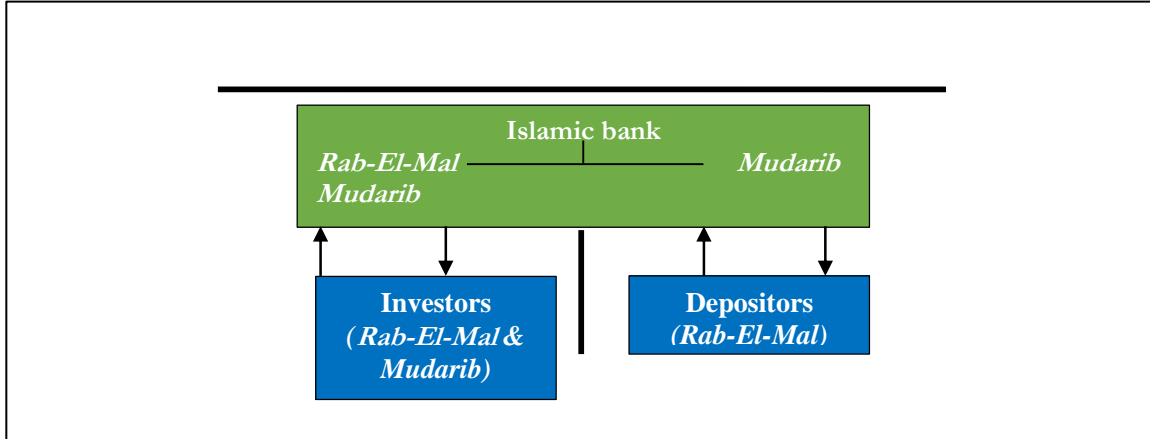 Islamic bank
Rab-El-Mal Mudarib
Mudarib
Investors
(Rab-El-Mal &
Mudarib)
Depositors
(Rab-El-Mal)